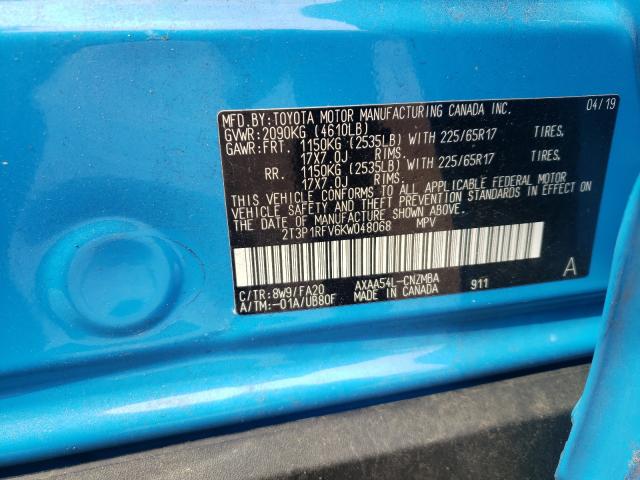 MFD.BY:TOYOTA MOTOR MANUFACTURING CANADA INC. 04/19
GVWR:2090KG (4610LB)
GAWR:FRT. 1150KG (2535LB) WITH 225/65R17 TIRES.
17X7.0J RIMS.
RR. 1150KG (2535LB) WITH 225/65R17 TIRES.
17X7.0J RIMS.
THIS VEHICLE CONFORMS TO ALL APPLICABLE FEDERAL MOTOR
VEHICLE SAFETY AND THEFT PREVENTION STANDARDS IN EFFECT ON
THE DATE OF MANUFACTURE SHOWN ABOVE.
2T3P1RFV6KW048068 MPV
C/TR:8W9/FA20 AXAA54L-CNZMBA 911 A
A/TM:-01A/UB80F MADE IN CANADA